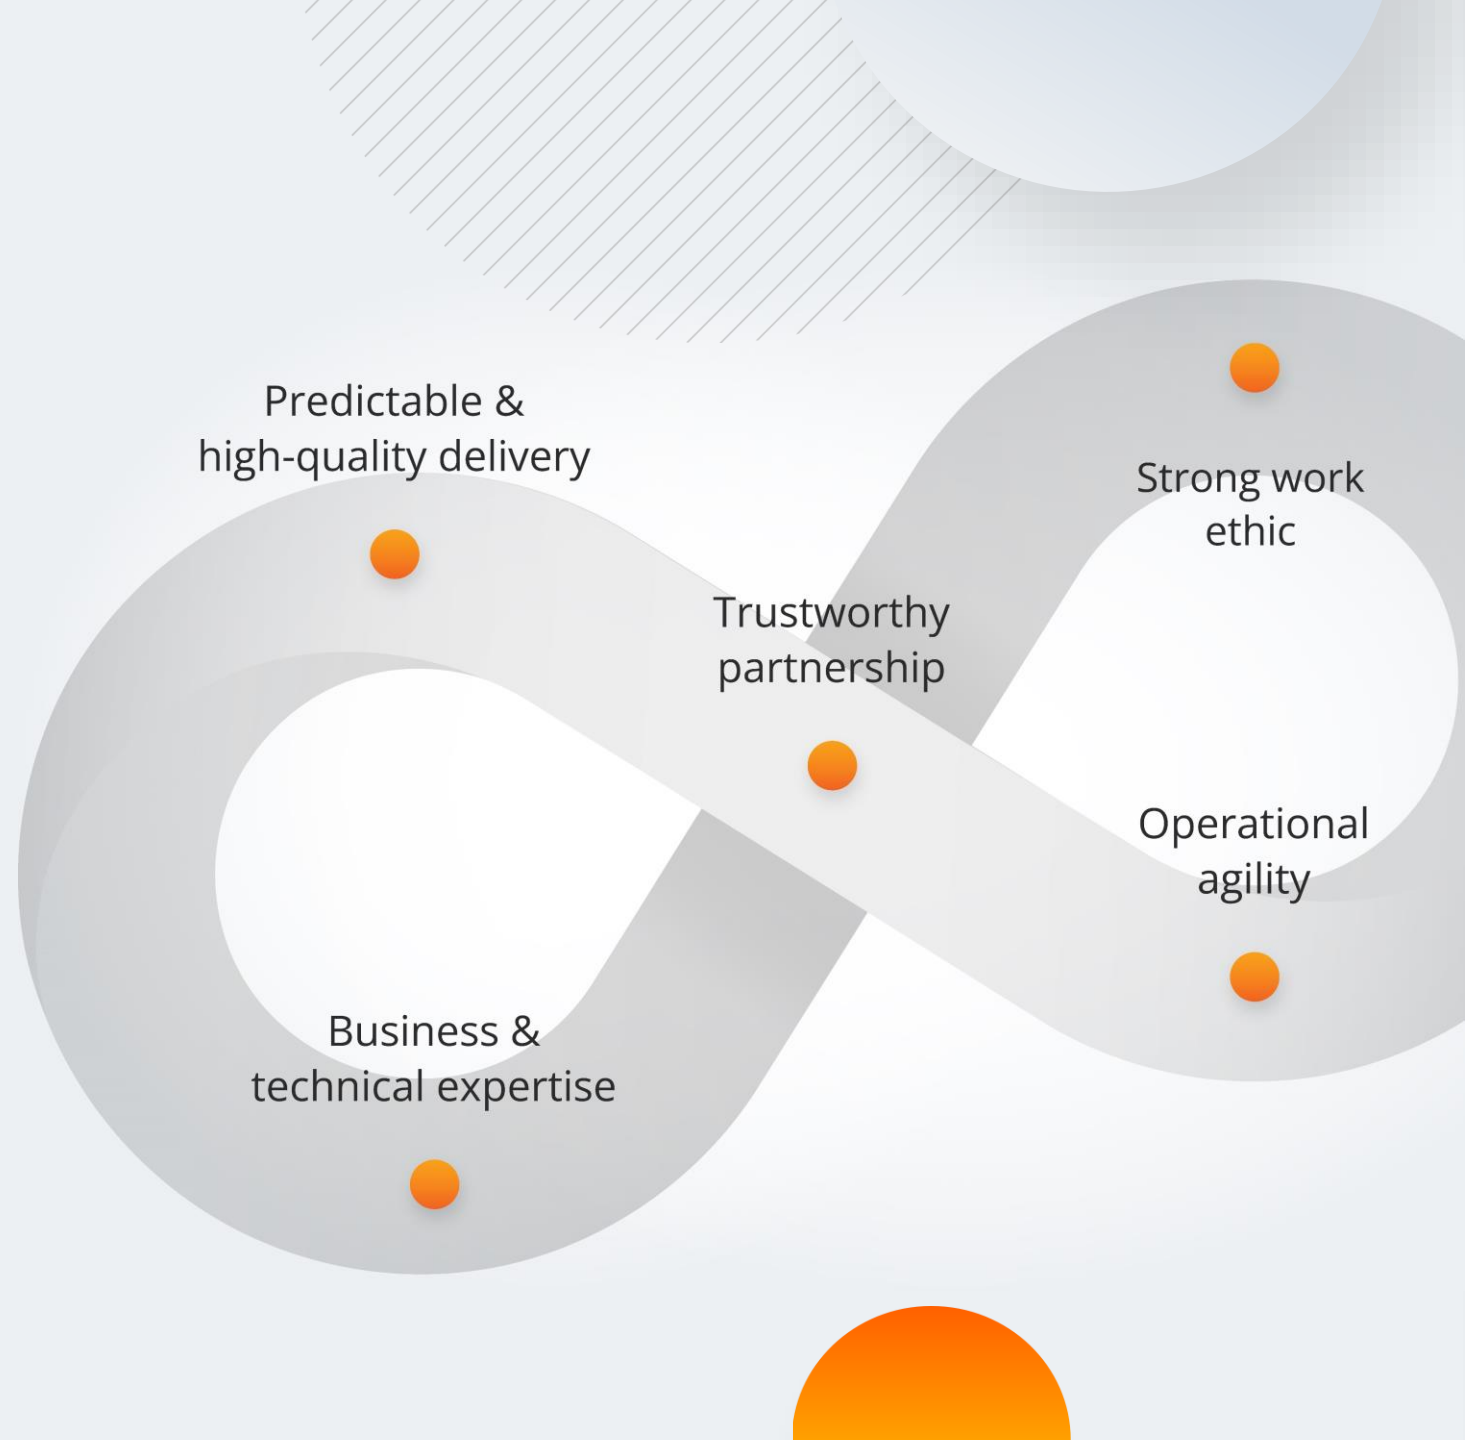 Predictable &
high-quality delivery
Strong work
ethic
Trustworthy
partnership
Operational
agility
Business &
technical expertise